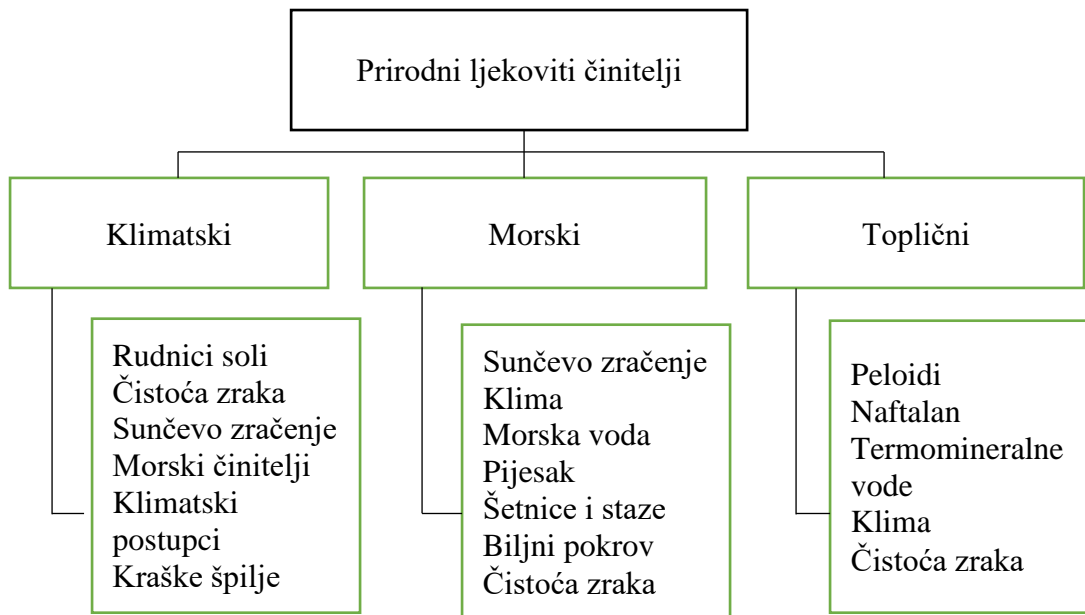 Prirodni ljekoviti činitelji
Klimatski
Morski
Toplični
Rudnici soli
Čistoća zraka
Sunčevo zračenje
Morski činitelji
Klimatski
postupci
Kraške špilje
Sunčevo zračenje
Klima
Morska voda
Pijesak
Šetnice i staze
Biljni pokrov
Čistoća zraka
Peloidi
Naftalan
Termomineralne
vode
Klima
Čistoća zraka